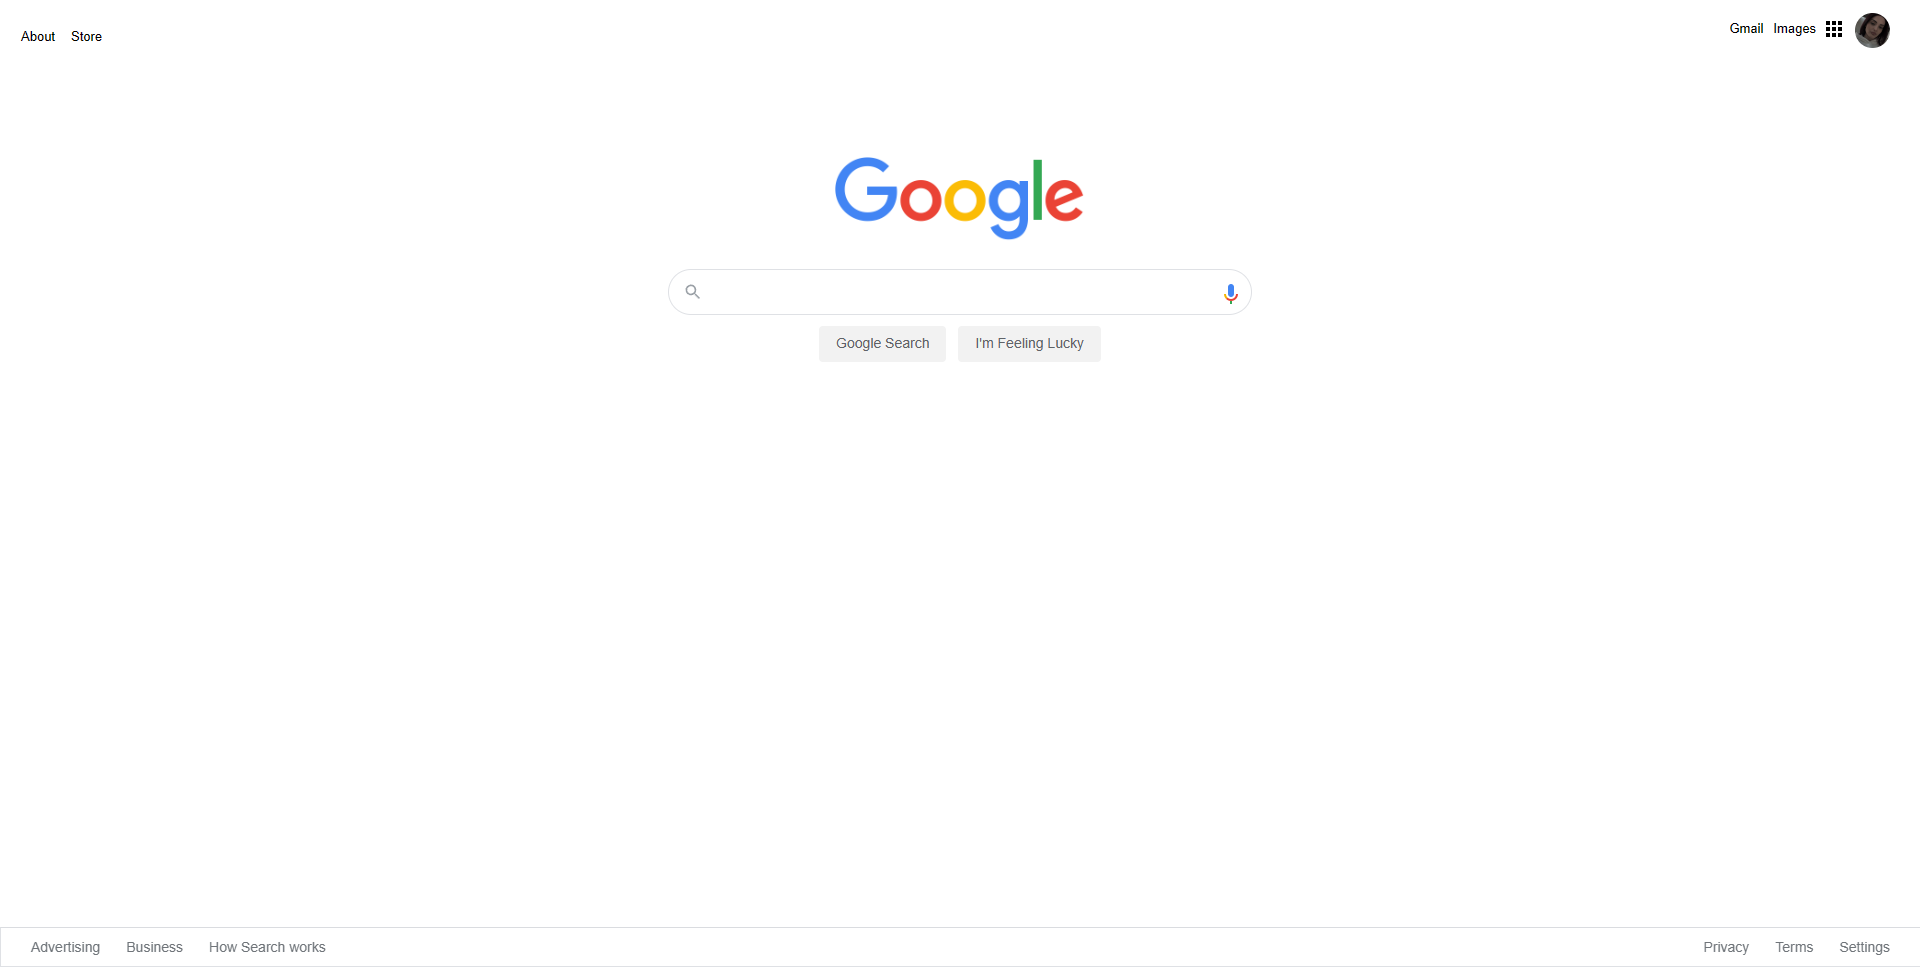 About Store
Gmail Images
Google
Google Search I'm Feeling Lucky
Advertising Business How Search works
Privacy Terms Settings